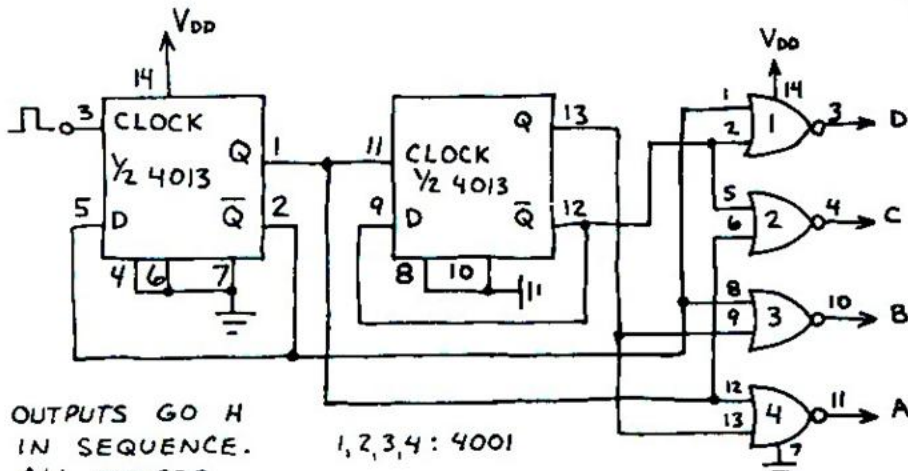 VDD
14
3
CLOCK
Q
1
1/2 4013
5
D
Q̅
2
4
6
7
13
11
CLOCK
Q
1/2 4013
9
D
Q̅
12
8
10
VDD
14
1
2
1
3
D
5
6
2
4
C
8
9
3
10
B
12
13
4
11
A
7
OUTPUTS GO H
IN SEQUENCE.
1,2,3,4: 4001